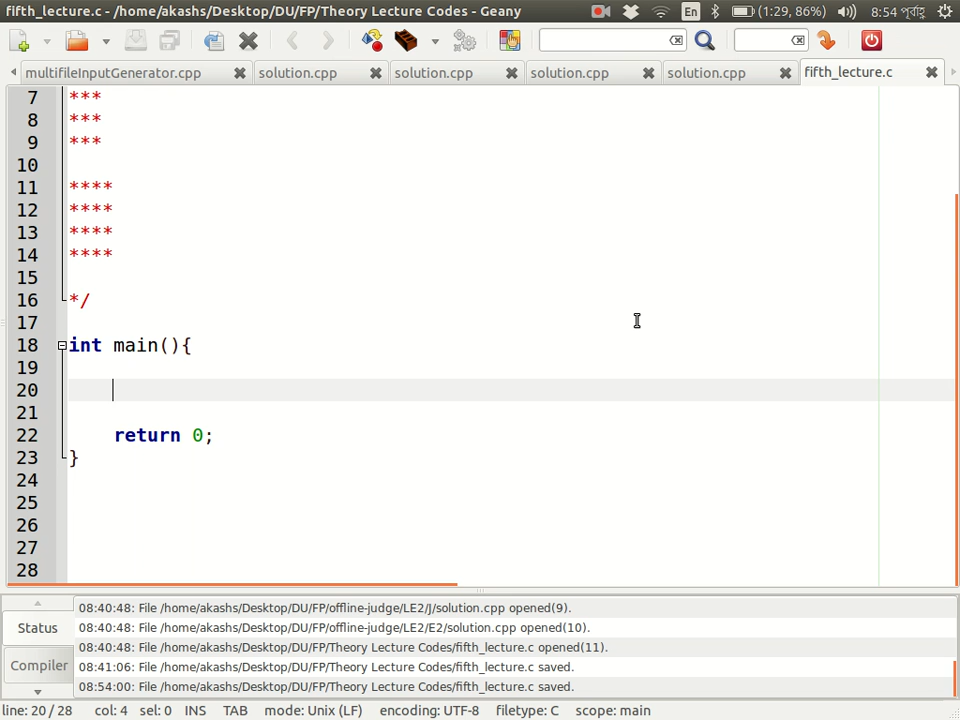 fifth_lecture.c - /home/akashs/Desktop/DU/FP/Theory Lecture Codes - Geany
En
(1:29, 86%)
8:54 পূর্বাহ্ণ
multifileInputGenerator.cpp
solution.cpp
solution.cpp
solution.cpp
solution.cpp
fifth_lecture.c
7 ***
8 ***
9 ***
10
11 ****
12 ****
13 ****
14 ****
15
16 */
17
18 int main(){
19
20
21
22 return 0;
23 }
24
25
26
27
28
Status
Compiler
08:40:48: File /home/akashs/Desktop/DU/FP/offline-judge/LE2/J/solution.cpp opened(9).
08:40:48: File /home/akashs/Desktop/DU/FP/offline-judge/LE2/E2/solution.cpp opened(10).
08:40:48: File /home/akashs/Desktop/DU/FP/Theory Lecture Codes/fifth_lecture.c opened(11).
08:41:06: File /home/akashs/Desktop/DU/FP/Theory Lecture Codes/fifth_lecture.c saved.
08:54:00: File /home/akashs/Desktop/DU/FP/Theory Lecture Codes/fifth_lecture.c saved.
line: 20 / 28 col: 4 sel: 0 INS TAB mode: Unix (LF) encoding: UTF-8 filetype: C scope: main